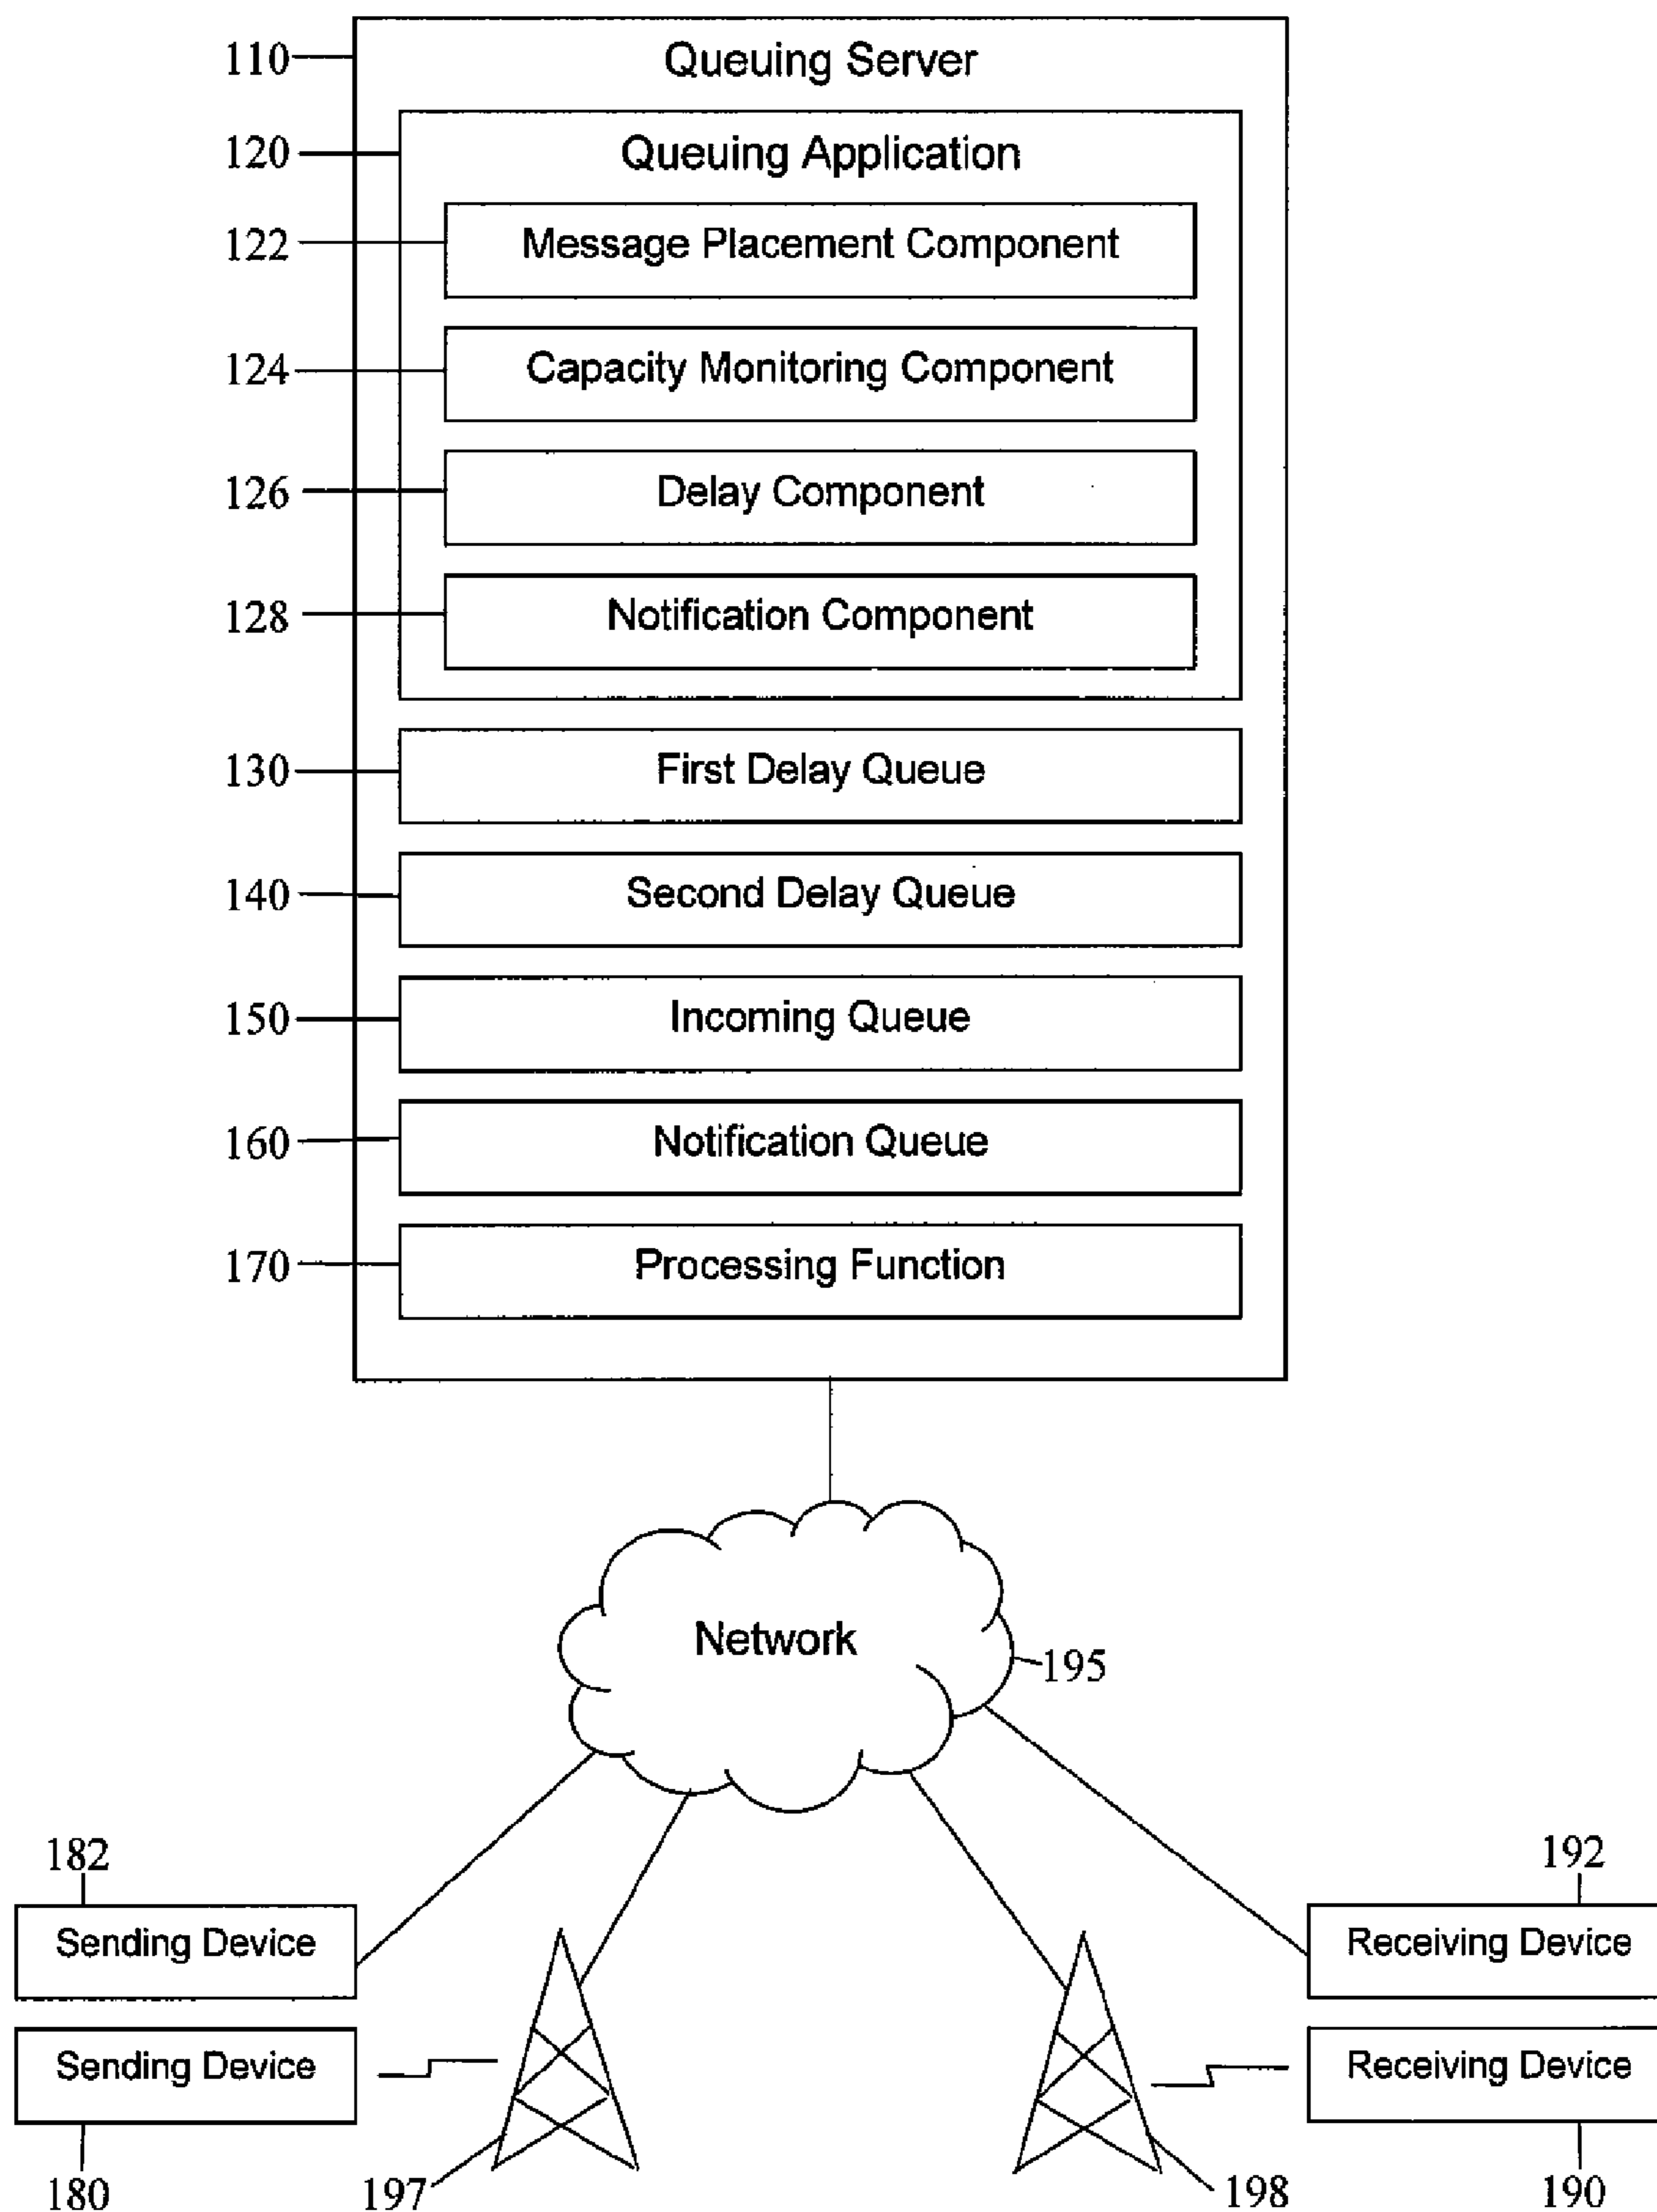 110 Queuing Server
120 Queuing Application
122 Message Placement Component
124 Capacity Monitoring Component
126 Delay Component
128 Notification Component
130 First Delay Queue
140 Second Delay Queue
150 Incoming Queue
160 Notification Queue
170 Processing Function
Network
195
182
192
Sending Device
Receiving Device
Sending Device
Receiving Device
180
197
198
190